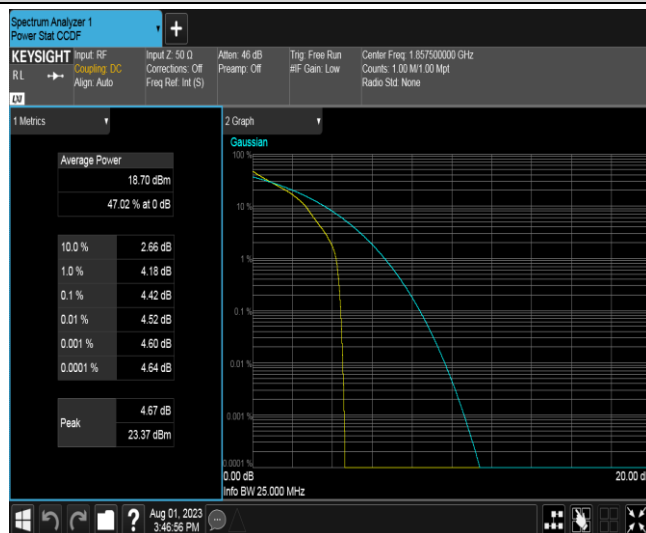 Spectrum Analyzer 1
Power Stat CCDF
+
KEYSIGHT
RL
LXI
Input: RF
Coupling: DC
Align: Auto
Input Z: 50 Ω
Corrections: Off
Freq Ref: Int (S)
Atten: 46 dB
Preamp: Off
Trig: Free Run
#IF Gain: Low
Center Freq: 1.857500000 GHz
Counts: 1.00 M/1.00 Mpt
Radio Std: None
1 Metrics
Average Power
18.70 dBm
47.02 % at 0 dB
10.0 % 2.66 dB
1.0 % 4.18 dB
0.1 % 4.42 dB
0.01 % 4.52 dB
0.001 % 4.60 dB
0.0001 % 4.64 dB
Peak
4.67 dB
23.37 dBm
2 Graph
Gaussian
100 %
10 %
1 %
0.1 %
0.01 %
0.001 %
0.0001 %
0.00 dB
20.00 d
Info BW 25.000 MHz
?
Aug 01, 2023
3:46:56 PM